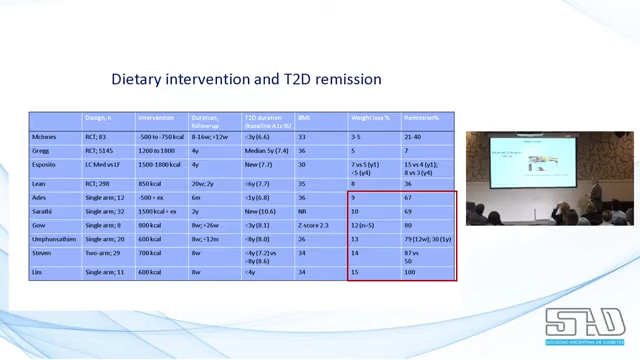 Dietary intervention and T2D remission
Design, n Intervention Duration, follow-up T2D duration (baseline A1c %) BMI Weight loss % Remission%
McInnes RCT; 83 -500 to -750 kcal 8-16w; +12w <3y (6.6) 33 3-5 21-40
Gregg RCT; 5145 1200 to 1800 4y Median 5y (7.4) 36 5 7
Esposito LC Med vs LF 1500-1800 kcal 4y New (7.7) 30 7 vs 5 (y1) <5 (y4) 15 vs 4 (y1); 8 vs 3 (y4)
Lean RCT; 298 850 kcal 20w; 2y <6y (7.7) 35 8 36
Ades Single arm; 12 -500 + ex 6m <1y (6.8) 36 9 67
Sarathi Single arm; 32 1500 kcal + ex 2y New (10.6) NR 10 69
Gow Single arm; 8 800 kcal 8w; +26w <3y (8.1) Z-score 2.3 12 (n=5) 80
Umphonsathien Single arm; 20 600 kcal 8w; +12m <8y (8.0) 26 13 79 (12w); 30 (1y)
Steven Two-arm; 29 700 kcal 8w <4y (7.2) vs >8y (8.6) 34 14 87 vs 50
Lim Single arm; 11 600 kcal 8w <4y 34 15 100
SAD
SOCIEDAD ARGENTINA DE DIABETES